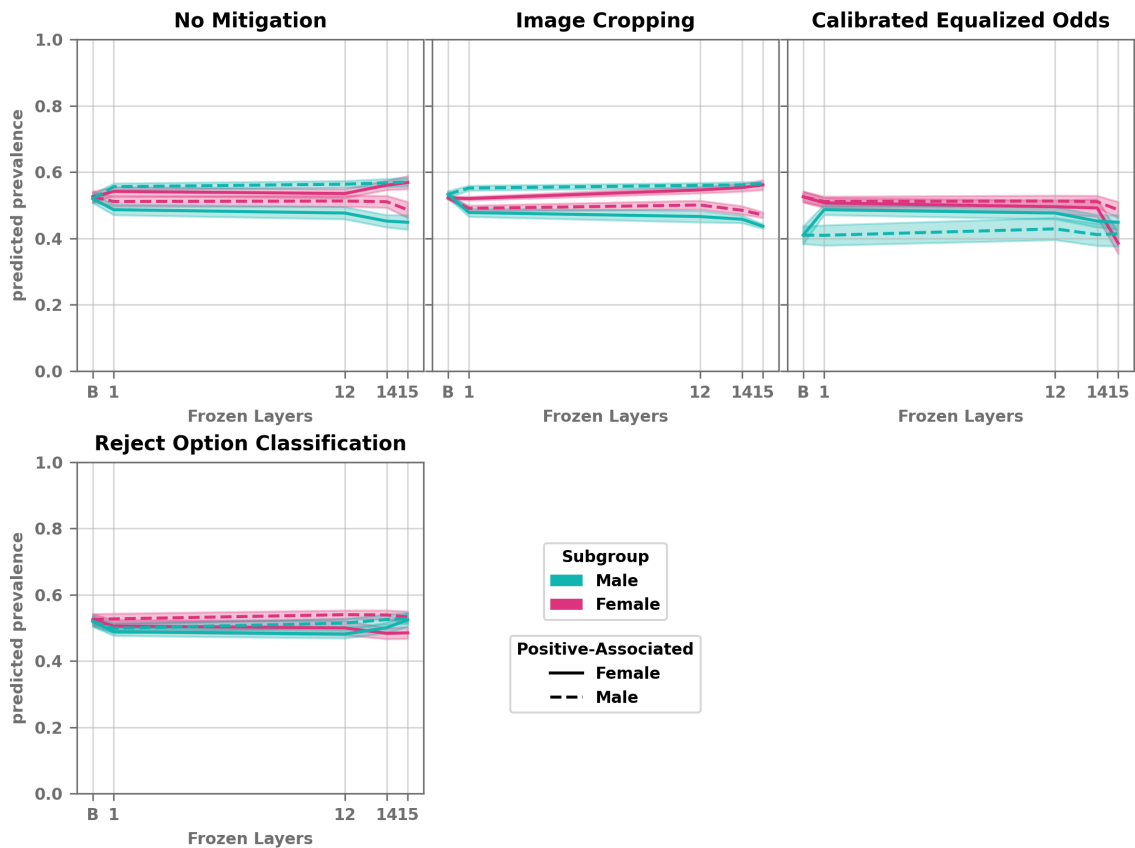 No Mitigation
Image Cropping
Calibrated Equalized Odds
predicted prevalence
1.0
0.8
0.6
0.4
0.2
0.0
B 1 12 1415
B 1 12 1415
B 1 12 1415
Frozen Layers
Frozen Layers
Frozen Layers
Reject Option Classification
predicted prevalence
1.0
0.8
0.6
0.4
0.2
0.0
B 1 12 1415
Frozen Layers
Subgroup
Male
Female
Positive-Associated
Female
Male